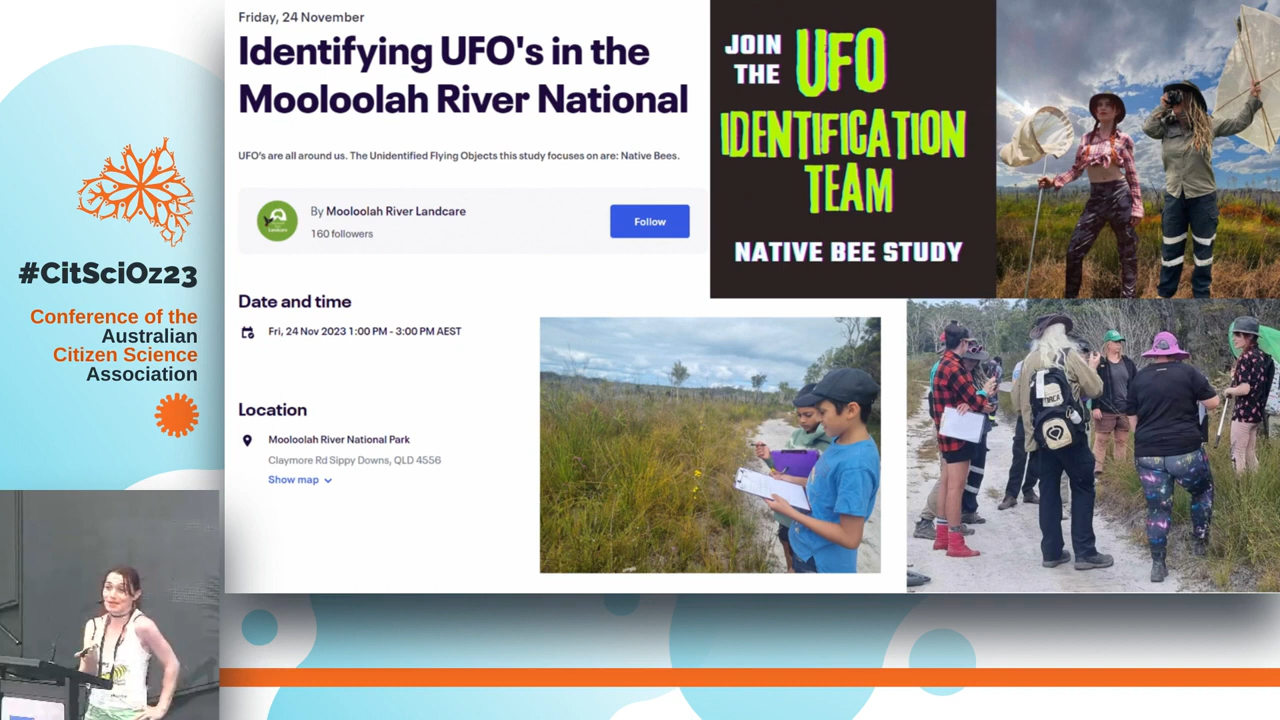 #CitSciOz23
Conference of the
Australian
Citizen Science
Association
Friday, 24 November
Identifying UFO's in the
Mooloolah River National
UFO's are all around us. The Unidentified Flying Objects this study focuses on are: Native Bees.
By Mooloolah River Landcare
160 followers
Follow
Date and time
Fri, 24 Nov 2023 1:00 PM - 3:00 PM AEST
Location
Mooloolah River National Park
Claymore Rd Sippy Downs, QLD 4556
Show map
JOIN
THE
UFO
IDENTIFICATION
TEAM
NATIVE BEE STUDY